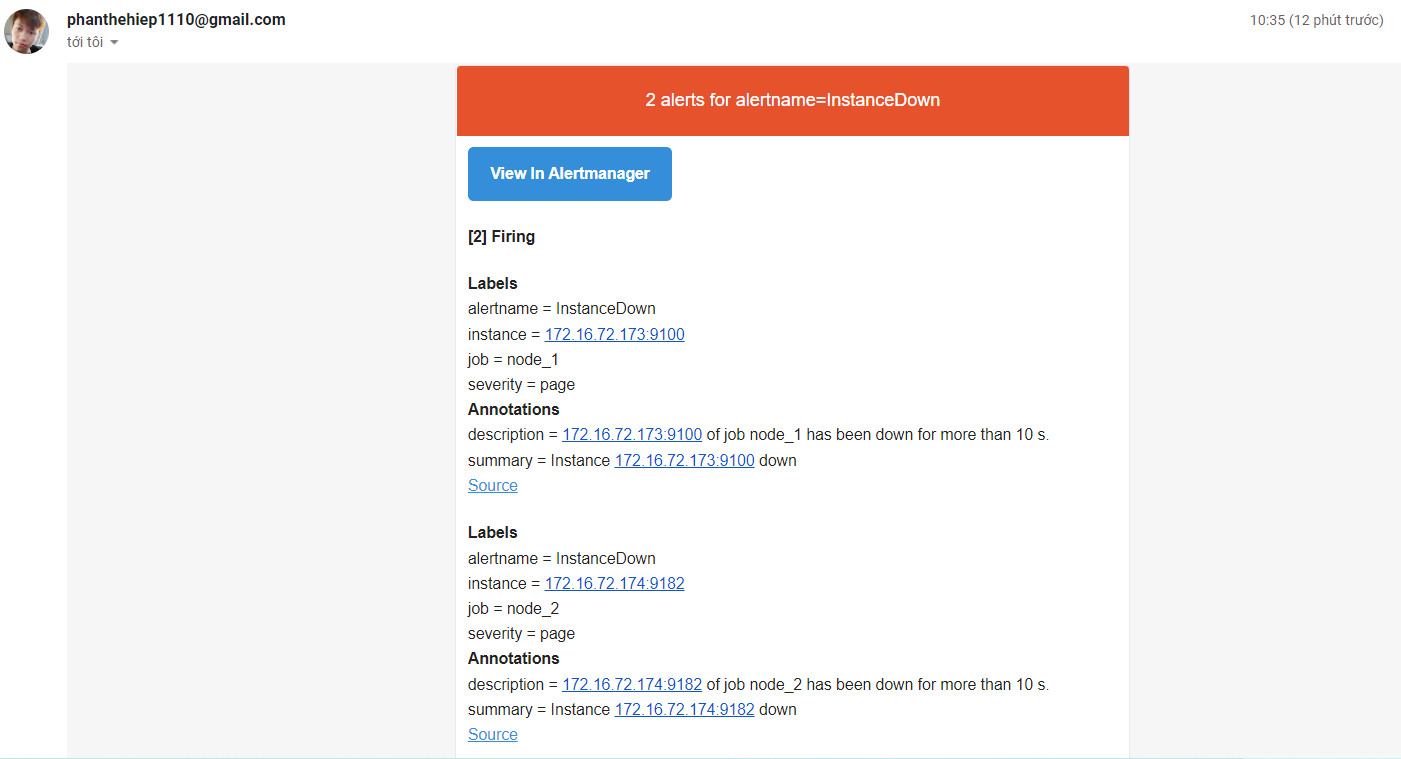 phanthehiep1110@gmail.com
10:35 (12 phút trước)
tới tôi
2 alerts for alertname=InstanceDown
View In Alertmanager
[2] Firing
Labels
alertname = InstanceDown
instance = 172.16.72.173:9100
job = node_1
severity = page
Annotations
description = 172.16.72.173:9100 of job node_1 has been down for more than 10 s.
summary = Instance 172.16.72.173:9100 down
Source
Labels
alertname = InstanceDown
instance = 172.16.72.174:9182
job = node_2
severity = page
Annotations
description = 172.16.72.174:9182 of job node_2 has been down for more than 10 s.
summary = Instance 172.16.72.174:9182 down
Source